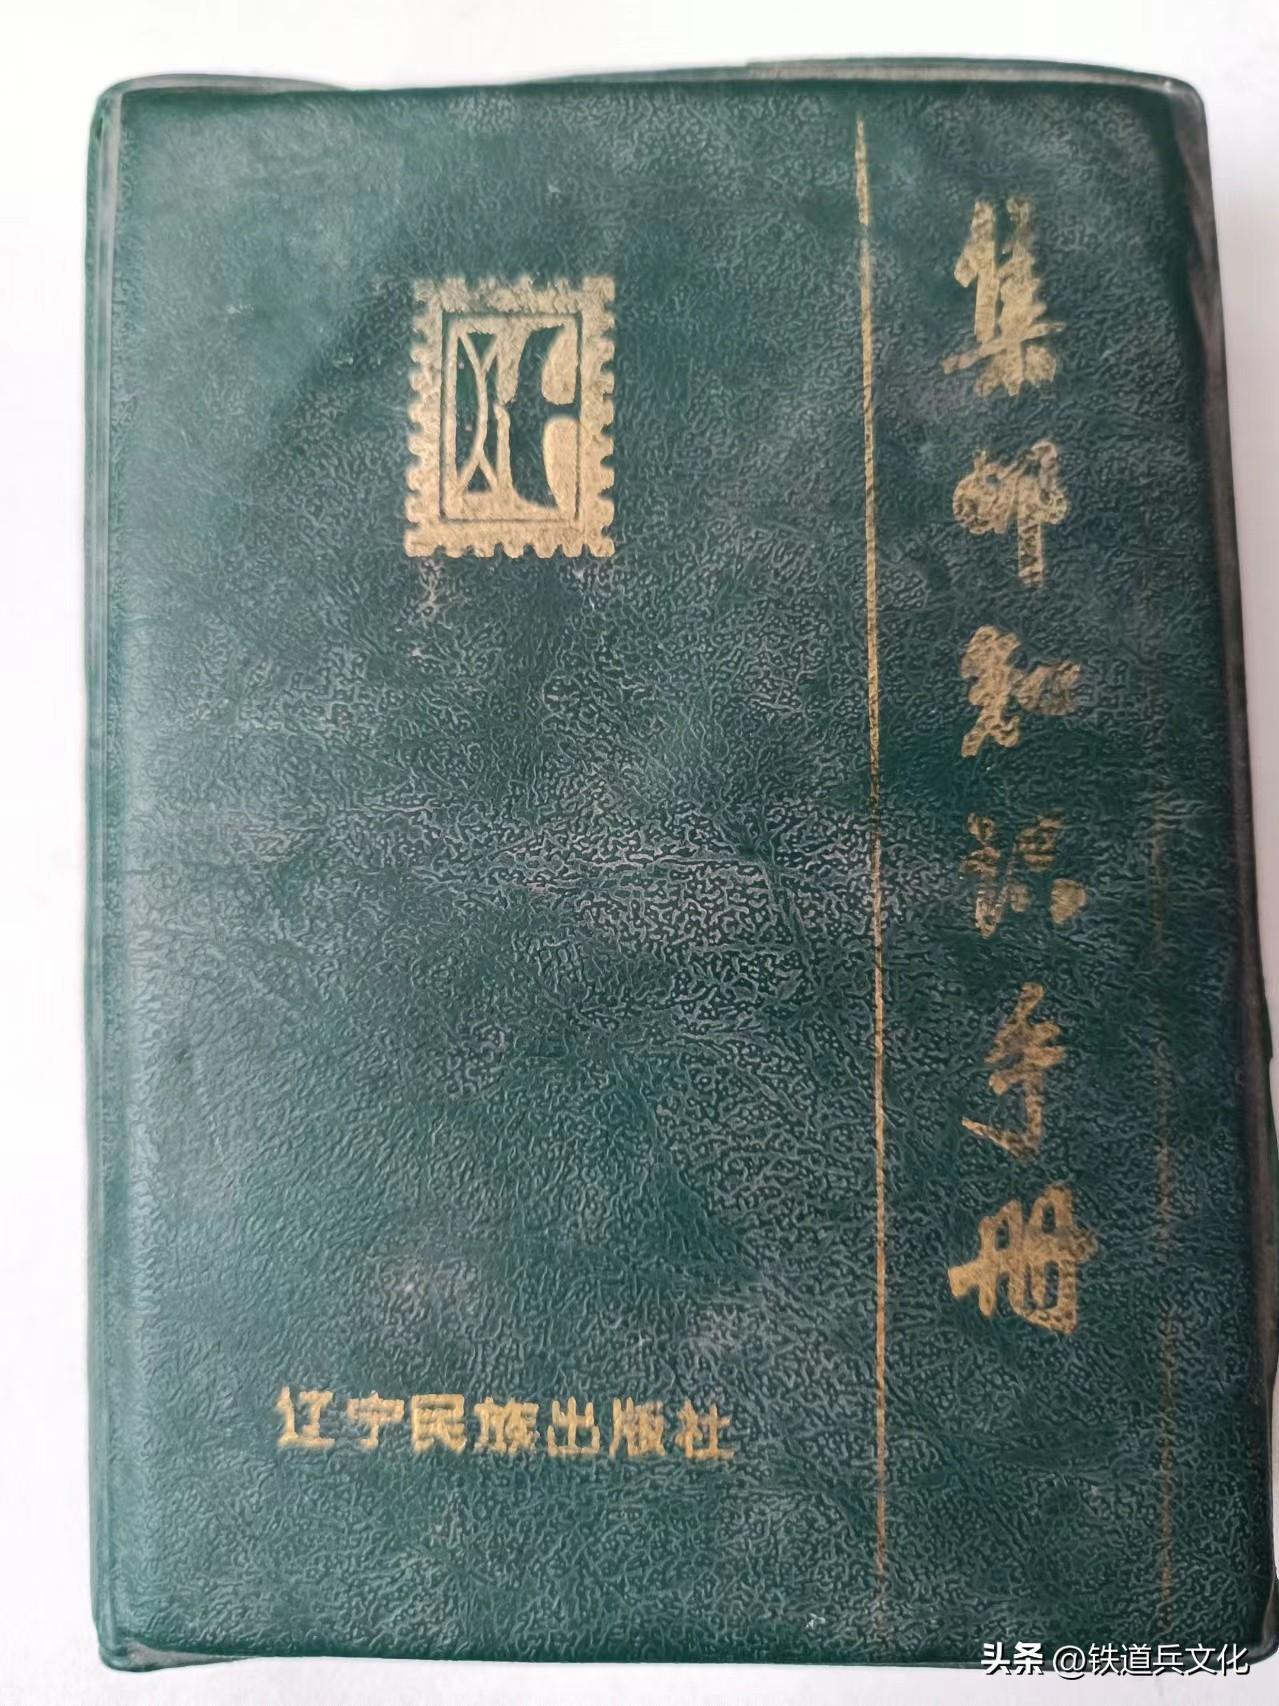 集邮知识手册
辽宁民族出版社
头条 @铁道兵文化